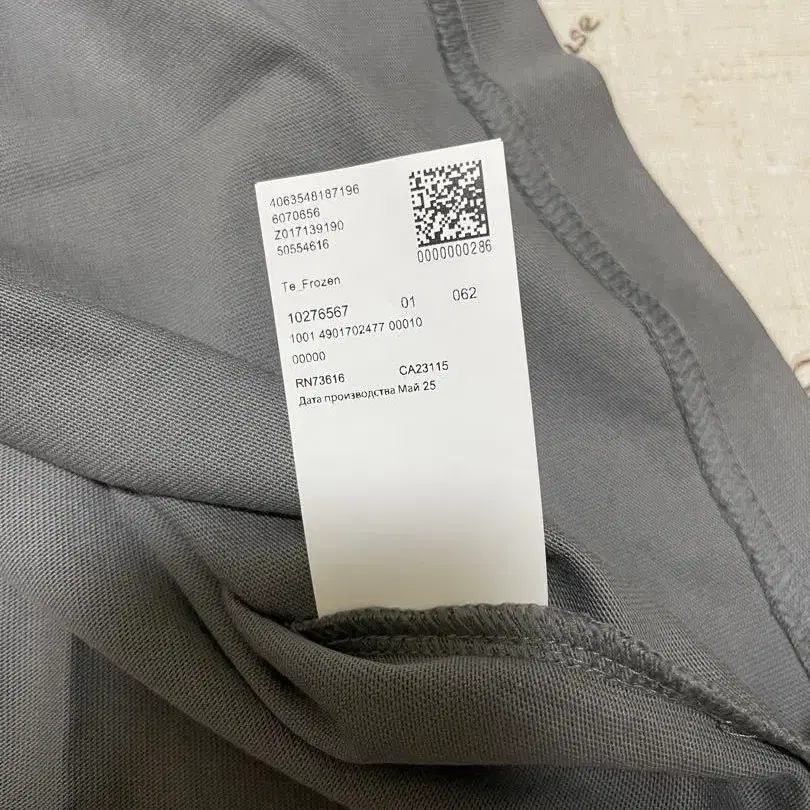 4063548187196
6070656
Z017139190
50554616
0000000286
Te_Frozen
10276567 01 062
1001 4901702477 00010
00000
RN73616 CA23115
Дата производства Май 25